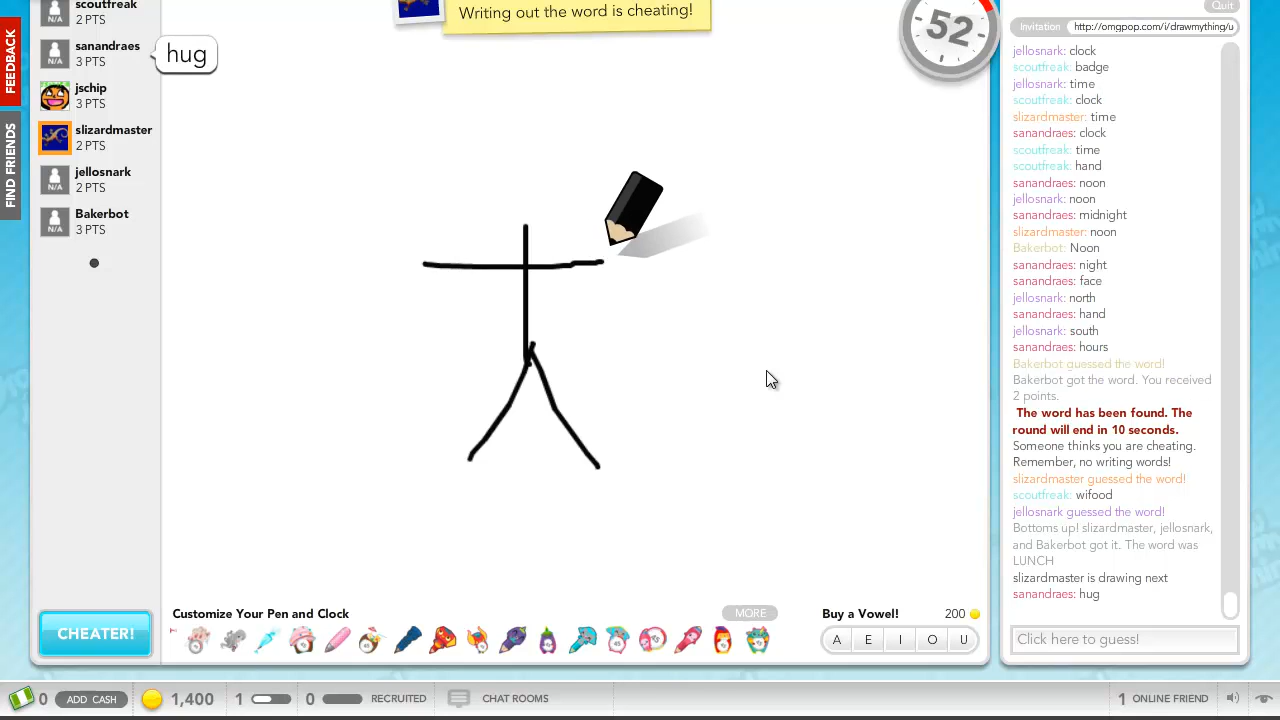 FEEDBACK
FIND FRIENDS
scoutfreak
2 PTS
N/A
sanandraes
3 PTS
hug
jschip
3 PTS
slizardmaster
2 PTS
N/A
jellosnark
2 PTS
N/A
Bakerbot
3 PTS
CHEATER!
Writing out the word is cheating!
52
Customize Your Pen and Clock
MORE
Buy a Vowel!
200
A E I O U
Quit
Invitation http://omgpop.com/i/drawmything/u
jellosnark: clock
scoutfreak: badge
jellosnark: time
scoutfreak: clock
slizardmaster: time
sanandraes: clock
scoutfreak: time
scoutfreak: hand
sanandraes: noon
jellosnark: noon
sanandraes: midnight
slizardmaster: noon
Bakerbot: Noon
sanandraes: night
sanandraes: face
jellosnark: north
sanandraes: hand
jellosnark: south
sanandraes: hours
Bakerbot guessed the word!
Bakerbot got the word. You received
2 points.
The word has been found. The
round will end in 10 seconds.
Someone thinks you are cheating.
Remember, no writing words!
slizardmaster guessed the word!
scoutfreak: wifood
jellosnark guessed the word!
Bottoms up! slizardmaster, jellosnark,
and Bakerbot got it. The word was
LUNCH
slizardmaster is drawing next
sanandraes: hug
Click here to guess!
0 ADD CASH 1,400 1 0 RECRUITED CHAT ROOMS 1 ONLINE FRIEND